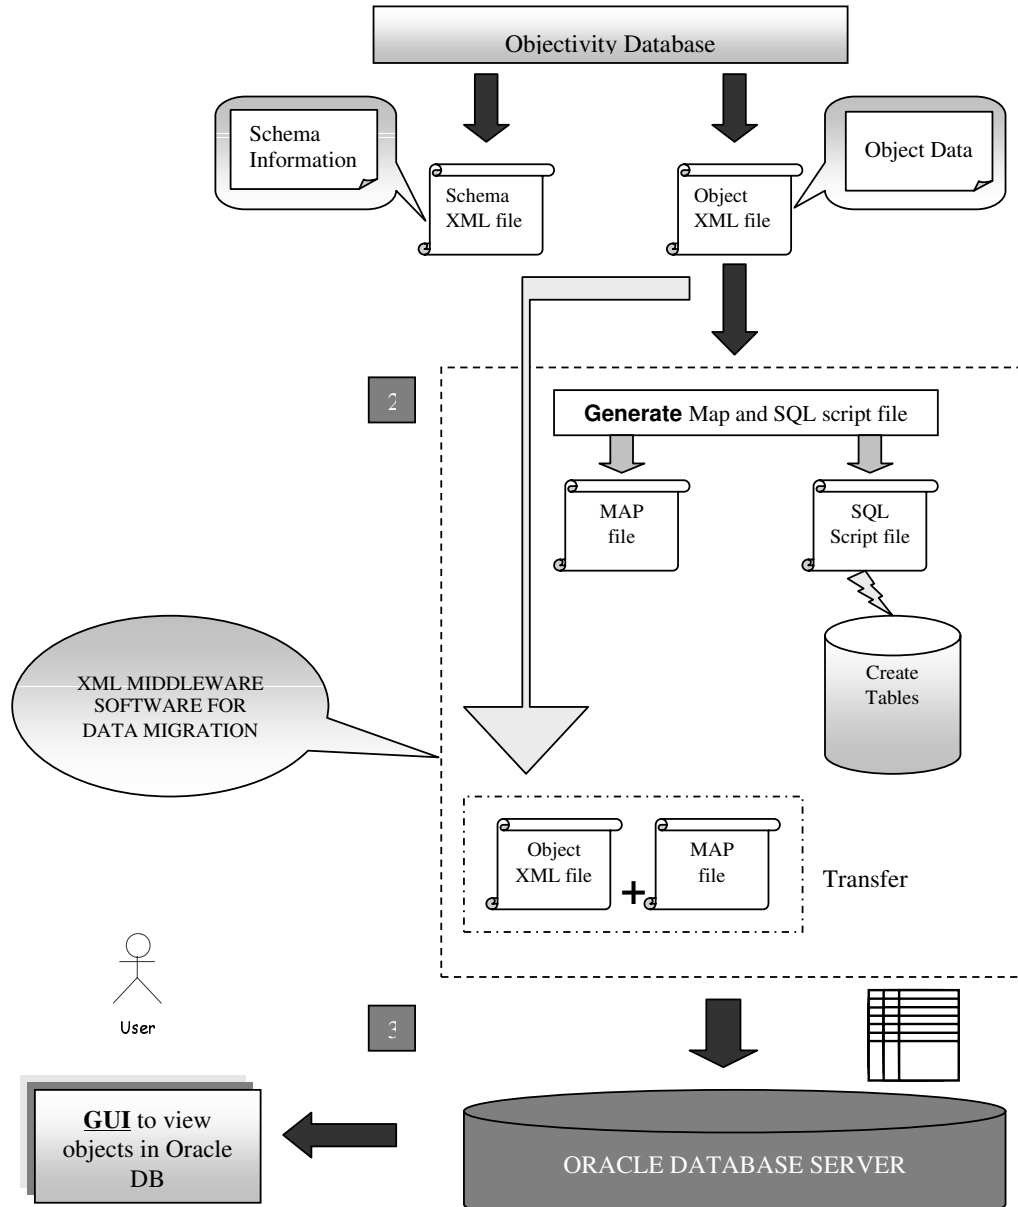 Objectivity Database
Schema
Information
Object Data
Schema
XML file
Object
XML file
2
Generate Map and SQL script file
MAP
file
SQL
Script file
Create
Tables
XML MIDDLEWARE
SOFTWARE FOR
DATA MIGRATION
Object
XML file
+
MAP
file
Transfer
User
3
GUI to view
objects in Oracle
DB
ORACLE DATABASE SERVER